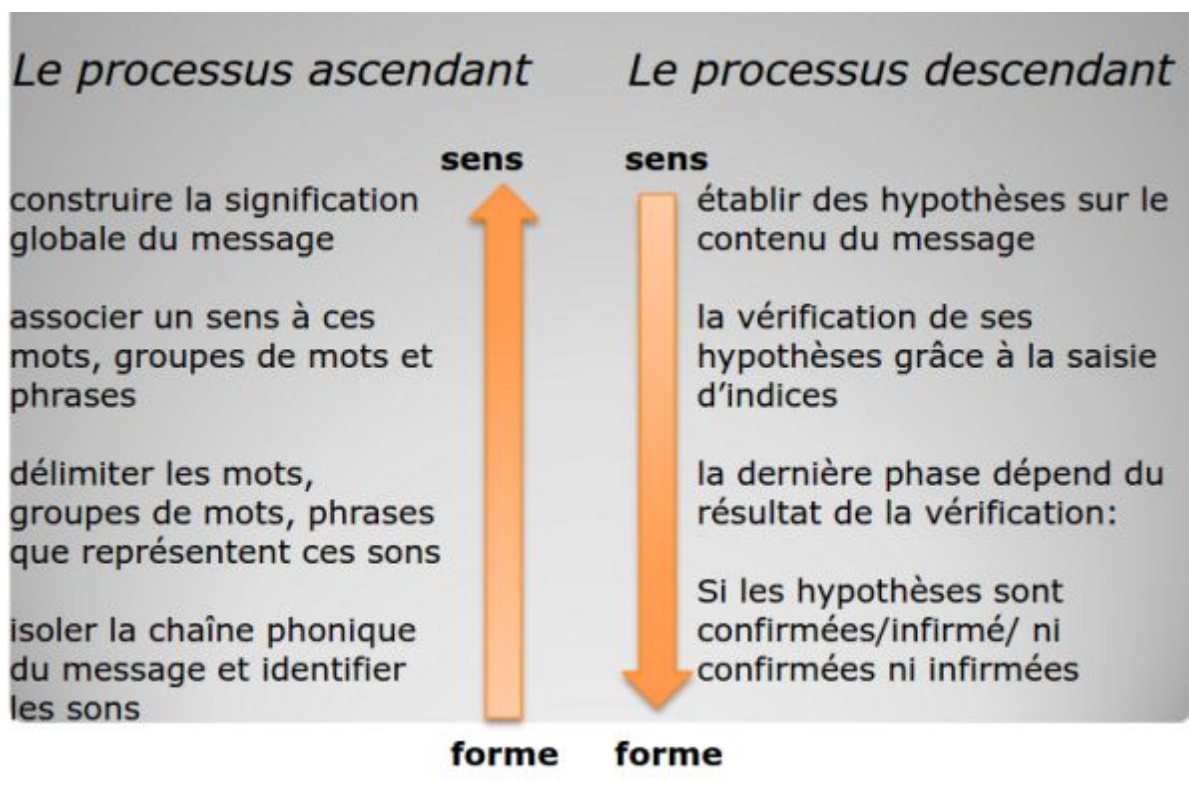 Le processus ascendant
sens
construire la signification
globale du message
associer un sens à ces
mots, groupes de mots et
phrases
délimiter les mots,
groupes de mots, phrases
que représentent ces sons
isoler la chaîne phonique
du message et identifier
les sons
forme
Le processus descendant
sens
établir des hypothèses sur le
contenu du message
la vérification de ses
hypothèses grâce à la saisie
d'indices
la dernière phase dépend du
résultat de la vérification:
Si les hypothèses sont
confirmées/infirmé/ ni
confirmées ni infirmées
forme